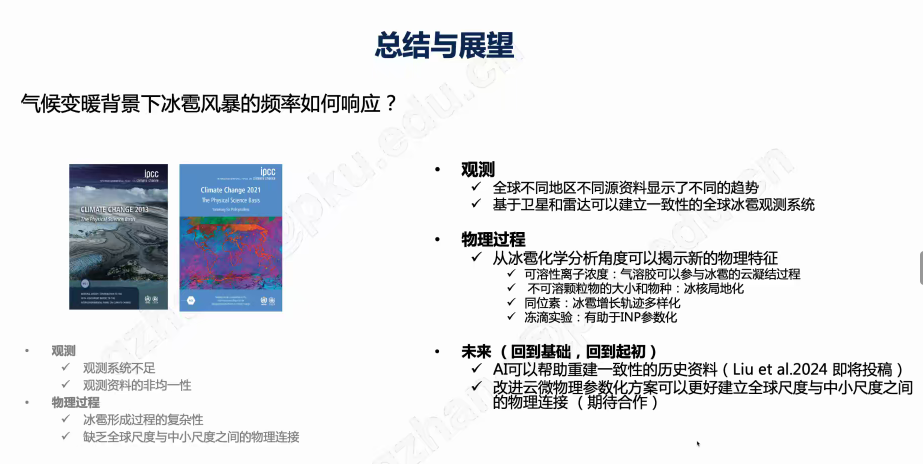 总结与展望
气候变暖背景下冰雹风暴的频率如何响应？
ipcc
CLIMATE CHANGE 2013
The Physical Science Basis
ipcc
Climate Change 2021
The Physical Science Basis
Summary for Policymakers
• 观测
✓ 观测系统不足
✓ 观测资料的非均一性
• 物理过程
✓ 冰雹形成过程的复杂性
✓ 缺乏全球尺度与中小尺度之间的物理连接
• 观测
✓ 全球不同地区不同源资料显示了不同的趋势
✓ 基于卫星和雷达可以建立一致性的全球冰雹观测系统
• 物理过程
✓ 从冰雹化学分析角度可以揭示新的物理特征
✓ 可溶性离子浓度：气溶胶可以参与冰雹的云凝结过程
✓ 不可溶颗粒物的大小和物种：冰核局地化
✓ 同位素：冰雹增长轨迹多样化
✓ 冻滴实验：有助于INP参数化
• 未来（回到基础，回到起初）
✓ AI可以帮助重建一致性的历史资料（Liu et al.2024 即将投稿）
✓ 改进云微物理参数化方案可以更好建立全球尺度与中小尺度之间
的物理连接 （期待合作）